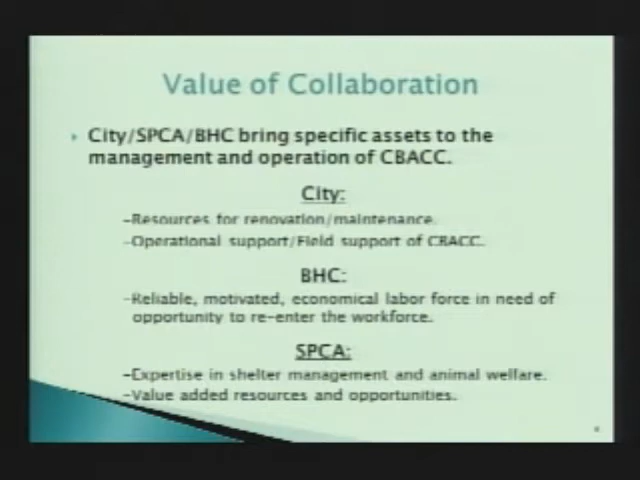 Value of Collaboration
City/SPCA/BHC bring specific assets to the
management and operation of CBACC.
City:
-Resources for renovation/maintenance.
-Operational support/Field support of CBACC.
BHC:
-Reliable, motivated, economical labor force in need of
opportunity to re-enter the workforce.
SPCA:
-Expertise in shelter management and animal welfare.
-Value added resources and opportunities.